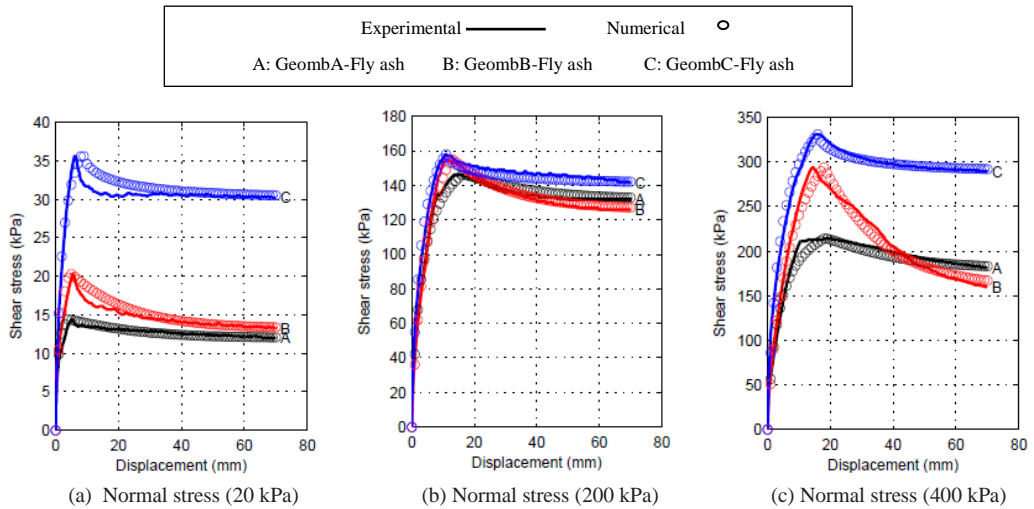 Experimental Numerical
A: GeombA-Fly ash B: GeombB-Fly ash C: GeombC-Fly ash
Shear stress (kPa)
40
35
30
25
20
15
10
5
0
C
B
A
0 20 40 60 80
Displacement (mm)
(a) Normal stress (20 kPa)
Shear stress (kPa)
180
160
140
120
100
80
60
40
20
0
C
A
B
0 20 40 60 80
Displacement (mm)
(b) Normal stress (200 kPa)
Shear stress (kPa)
350
300
250
200
150
100
50
0
C
A
B
0 20 40 60 80
Displacement (mm)
(c) Normal stress (400 kPa)